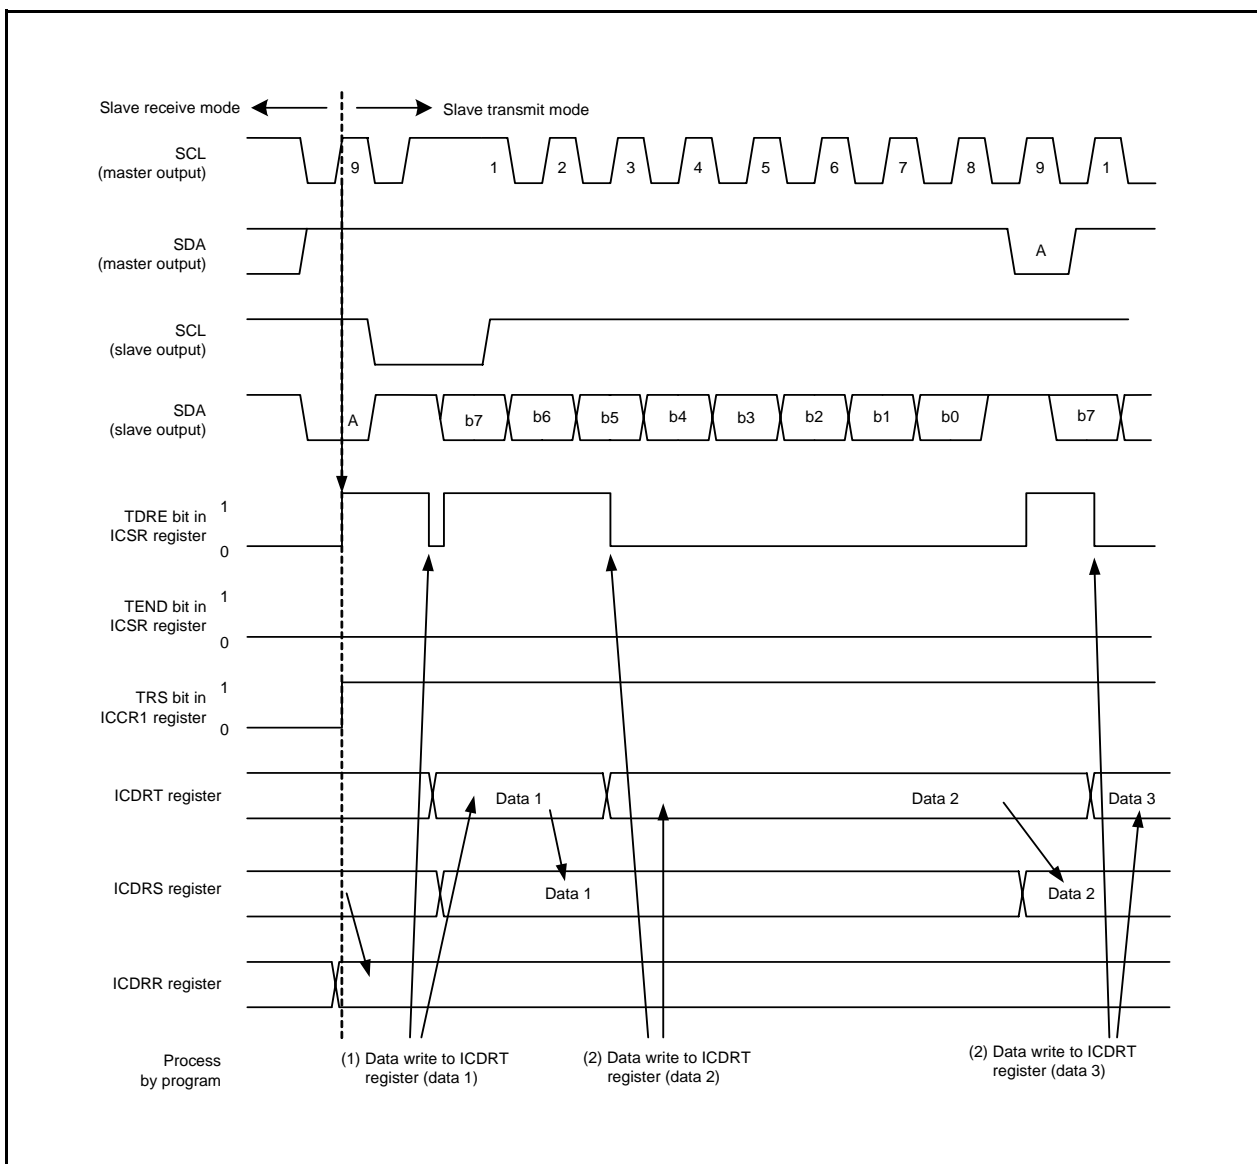 Slave receive mode
Slave transmit mode
SCL
(master output)
9 1 2 3 4 5 6 7 8 9 1
SDA
(master output)
A
SCL
(slave output)
SDA
(slave output)
A b7 b6 b5 b4 b3 b2 b1 b0 b7
TDRE bit in
ICSR register
1
0
TEND bit in
ICSR register
1
0
TRS bit in
ICCR1 register
1
0
ICDRT register
Data 1
Data 2
Data 3
ICDRS register
Data 1
Data 2
ICDRR register
Process
by program
(1) Data write to ICDRT
register (data 1)
(2) Data write to ICDRT
register (data 2)
(2) Data write to ICDRT
register (data 3)